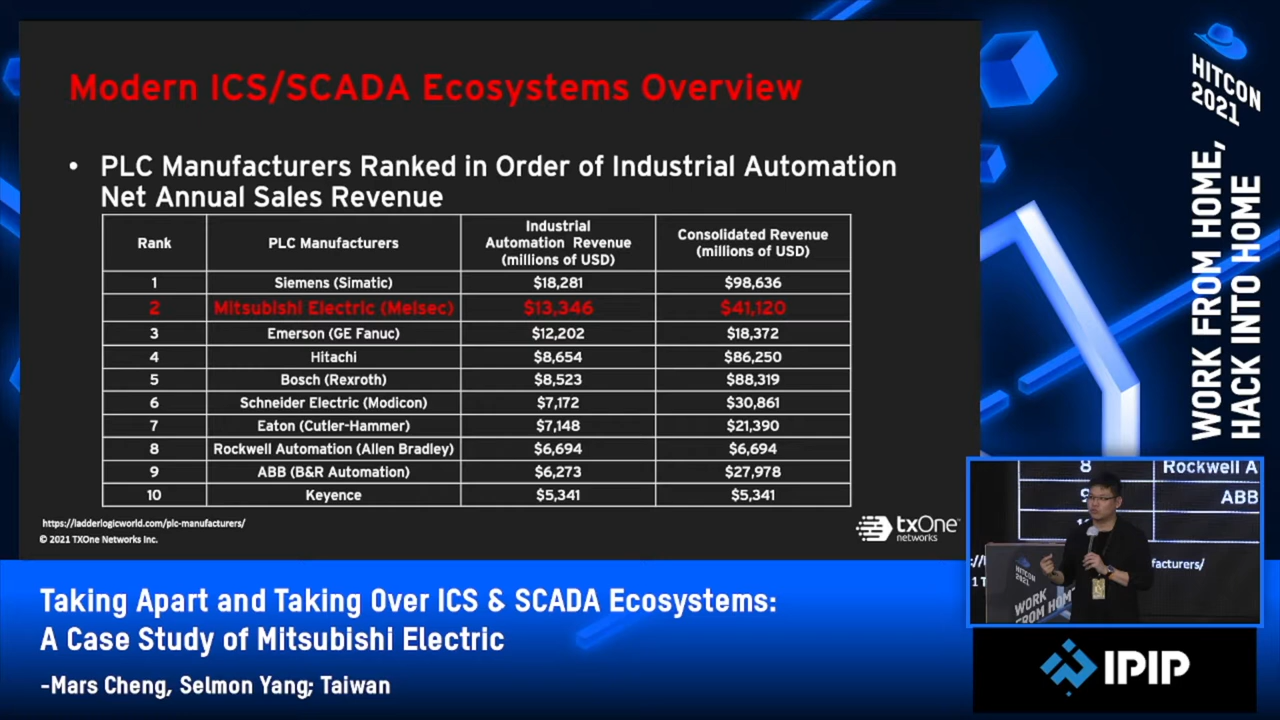 Modern ICS/SCADA Ecosystems Overview
• PLC Manufacturers Ranked in Order of Industrial Automation
Net Annual Sales Revenue
Rank PLC Manufacturers Industrial Automation Revenue (millions of USD) Consolidated Revenue (millions of USD)
1 Siemens (Simatic) $18,281 $98,636
2 Mitsubishi Electric (Melsec) $13,346 $41,120
3 Emerson (GE Fanuc) $12,202 $18,372
4 Hitachi $8,654 $86,250
5 Bosch (Rexroth) $8,523 $88,319
6 Schneider Electric (Modicon) $7,172 $30,861
7 Eaton (Cutler-Hammer) $7,148 $21,390
8 Rockwell Automation (Allen Bradley) $6,694 $6,694
9 ABB (B&R Automation) $6,273 $27,978
10 Keyence $5,341 $5,341
https://ladderlogicworld.com/plc-manufacturers/
© 2021 TXOne Networks Inc.
txOne
networks
HITCON
2021
WORK FROM HOME,
HACK INTO HOME
8 Rockwell A
9 ABB
facturers/
HITCON
2021
WORK
FROM HOM
Taking Apart and Taking Over ICS & SCADA Ecosystems:
A Case Study of Mitsubishi Electric
-Mars Cheng, Selmon Yang; Taiwan
IPIP